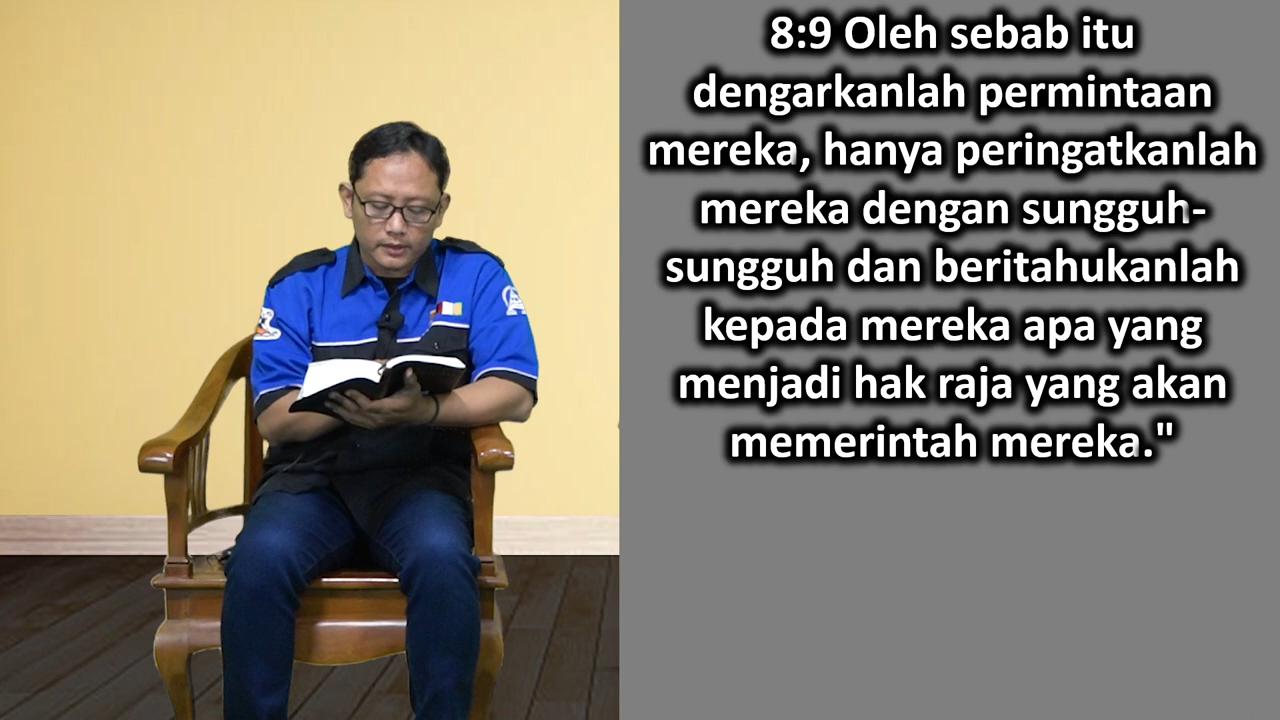 8:9 Oleh sebab itu
dengarkanlah permintaan
mereka, hanya peringatkanlah
mereka dengan sungguh-
sungguh dan beritahukanlah
kepada mereka apa yang
menjadi hak raja yang akan
memerintah mereka."